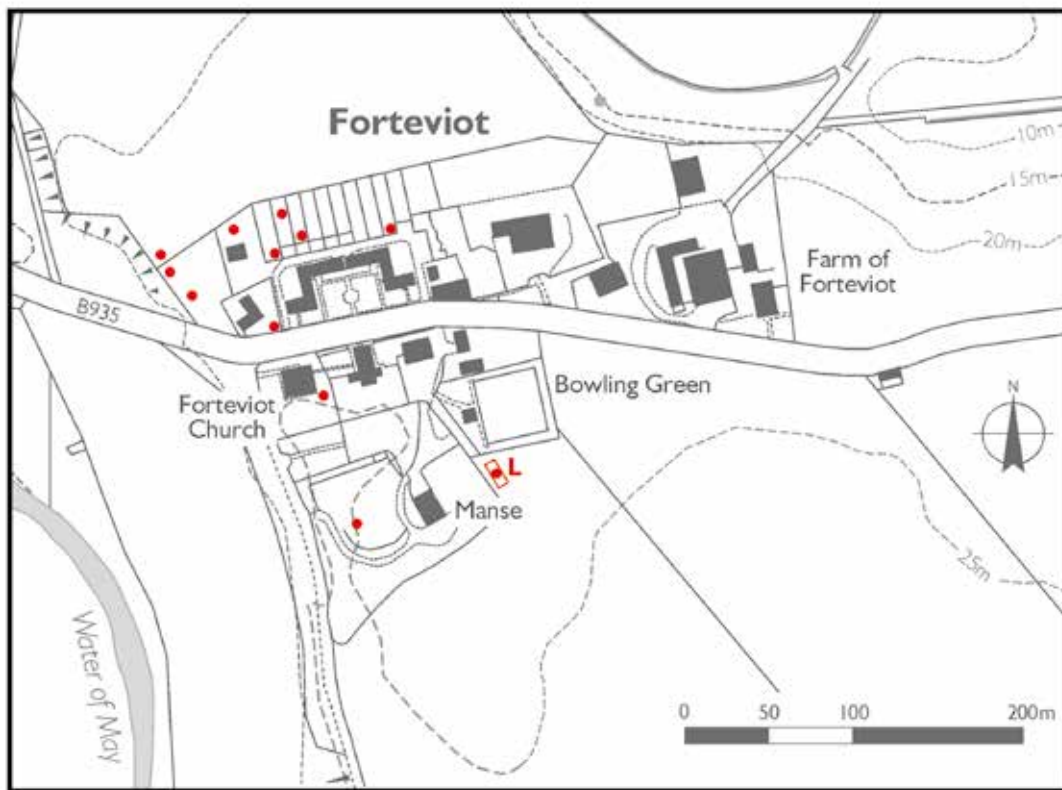 Forteviot
10m
15m
20m
Farm of
Forteviot
B935
Bowling Green
Forteviot
Church
N
L
Manse
25m
Water of May
0 50 100 200m